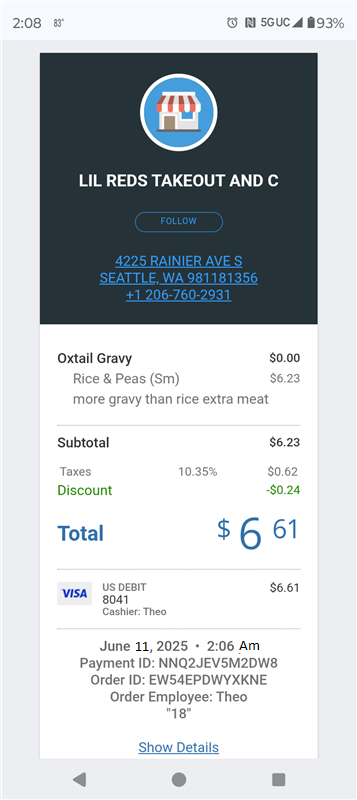 2:08 83° 5G UC 93%
LIL REDS TAKEOUT AND C
FOLLOW
4225 RAINIER AVE S
SEATTLE, WA 981181356
+1 206-760-2931
Oxtail Gravy $0.00
Rice & Peas (Sm) $6.23
more gravy than rice extra meat
Subtotal $6.23
Taxes 10.35% $0.62
Discount -$0.24
Total $ 6 61
VISA US DEBIT $6.61
8041
Cashier: Theo
June 11, 2025 • 2:06 Am
Payment ID: NNQ2JEV5M2DW8
Order ID: EW54EPDWYXKNE
Order Employee: Theo
"18"
Show Details